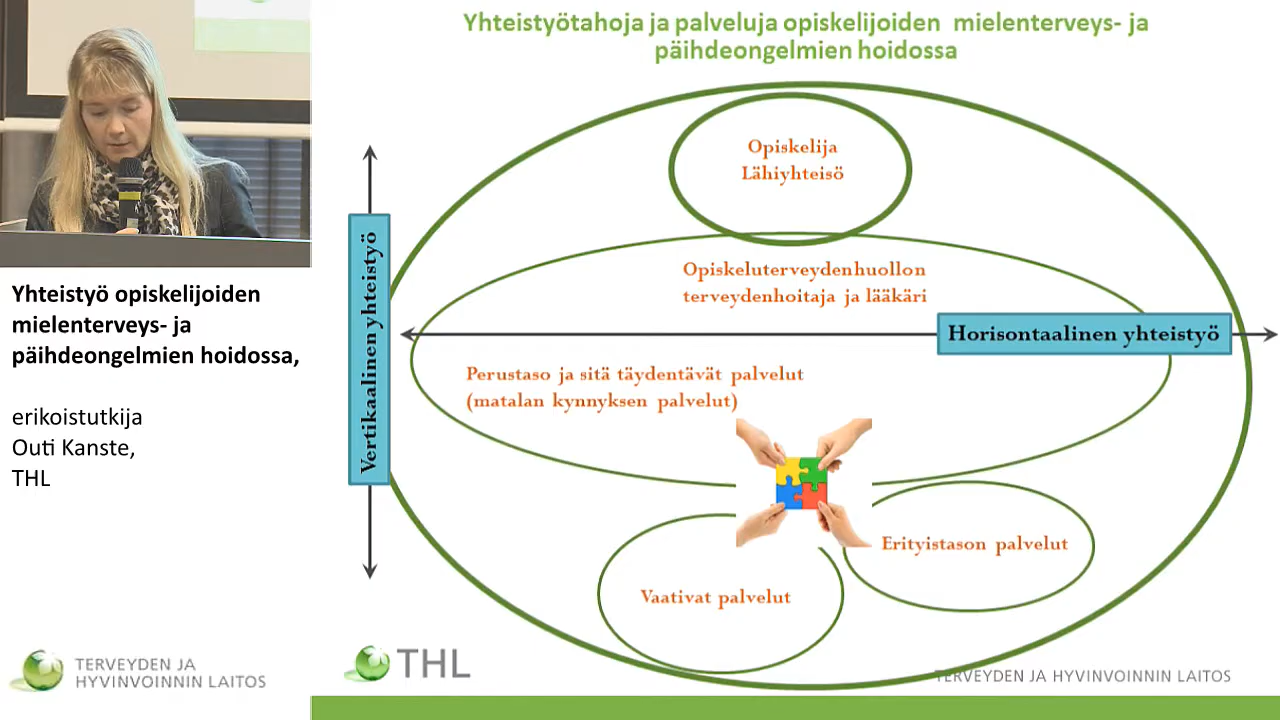 Yhteistyötahoja ja palveluja opiskelijoiden mielenterveys- ja
päihdeongelmien hoidossa
Opiskelija
Lähiyhteisö
Opiskeluterveydenhuollon
terveydenhoitaja ja lääkäri
Vertikaalinen yhteistyö
Horisontaalinen yhteistyö
Perustaso ja sitä täydentävät palvelut
(matalan kynnyksen palvelut)
Erityistason palvelut
Vaativat palvelut
Yhteistyö opiskelijoiden
mielenterveys- ja
päihdeongelmien hoidossa,
erikoistutkija
Outi Kanste,
THL
TERVEYDEN JA
HYVINVOINNIN LAITOS
THL
TERVEYDEN JA HYVINVOINNIN LAITOS